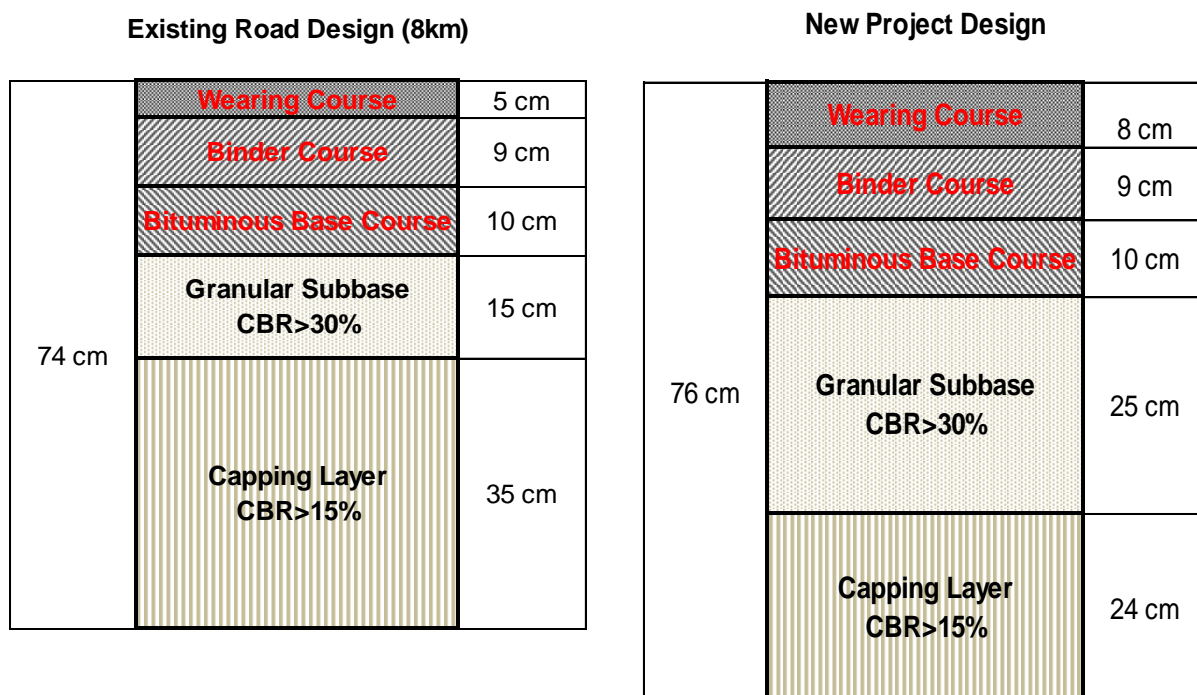 Existing Road Design (8km)
Wearing Course
5 cm
Binder Course
9 cm
Bituminous Base Course
10 cm
Granular Subbase
CBR>30%
15 cm
74 cm
Capping Layer
CBR>15%
35 cm
New Project Design
Wearing Course
8 cm
Binder Course
9 cm
Bituminous Base Course
10 cm
Granular Subbase
CBR>30%
25 cm
76 cm
Capping Layer
CBR>15%
24 cm